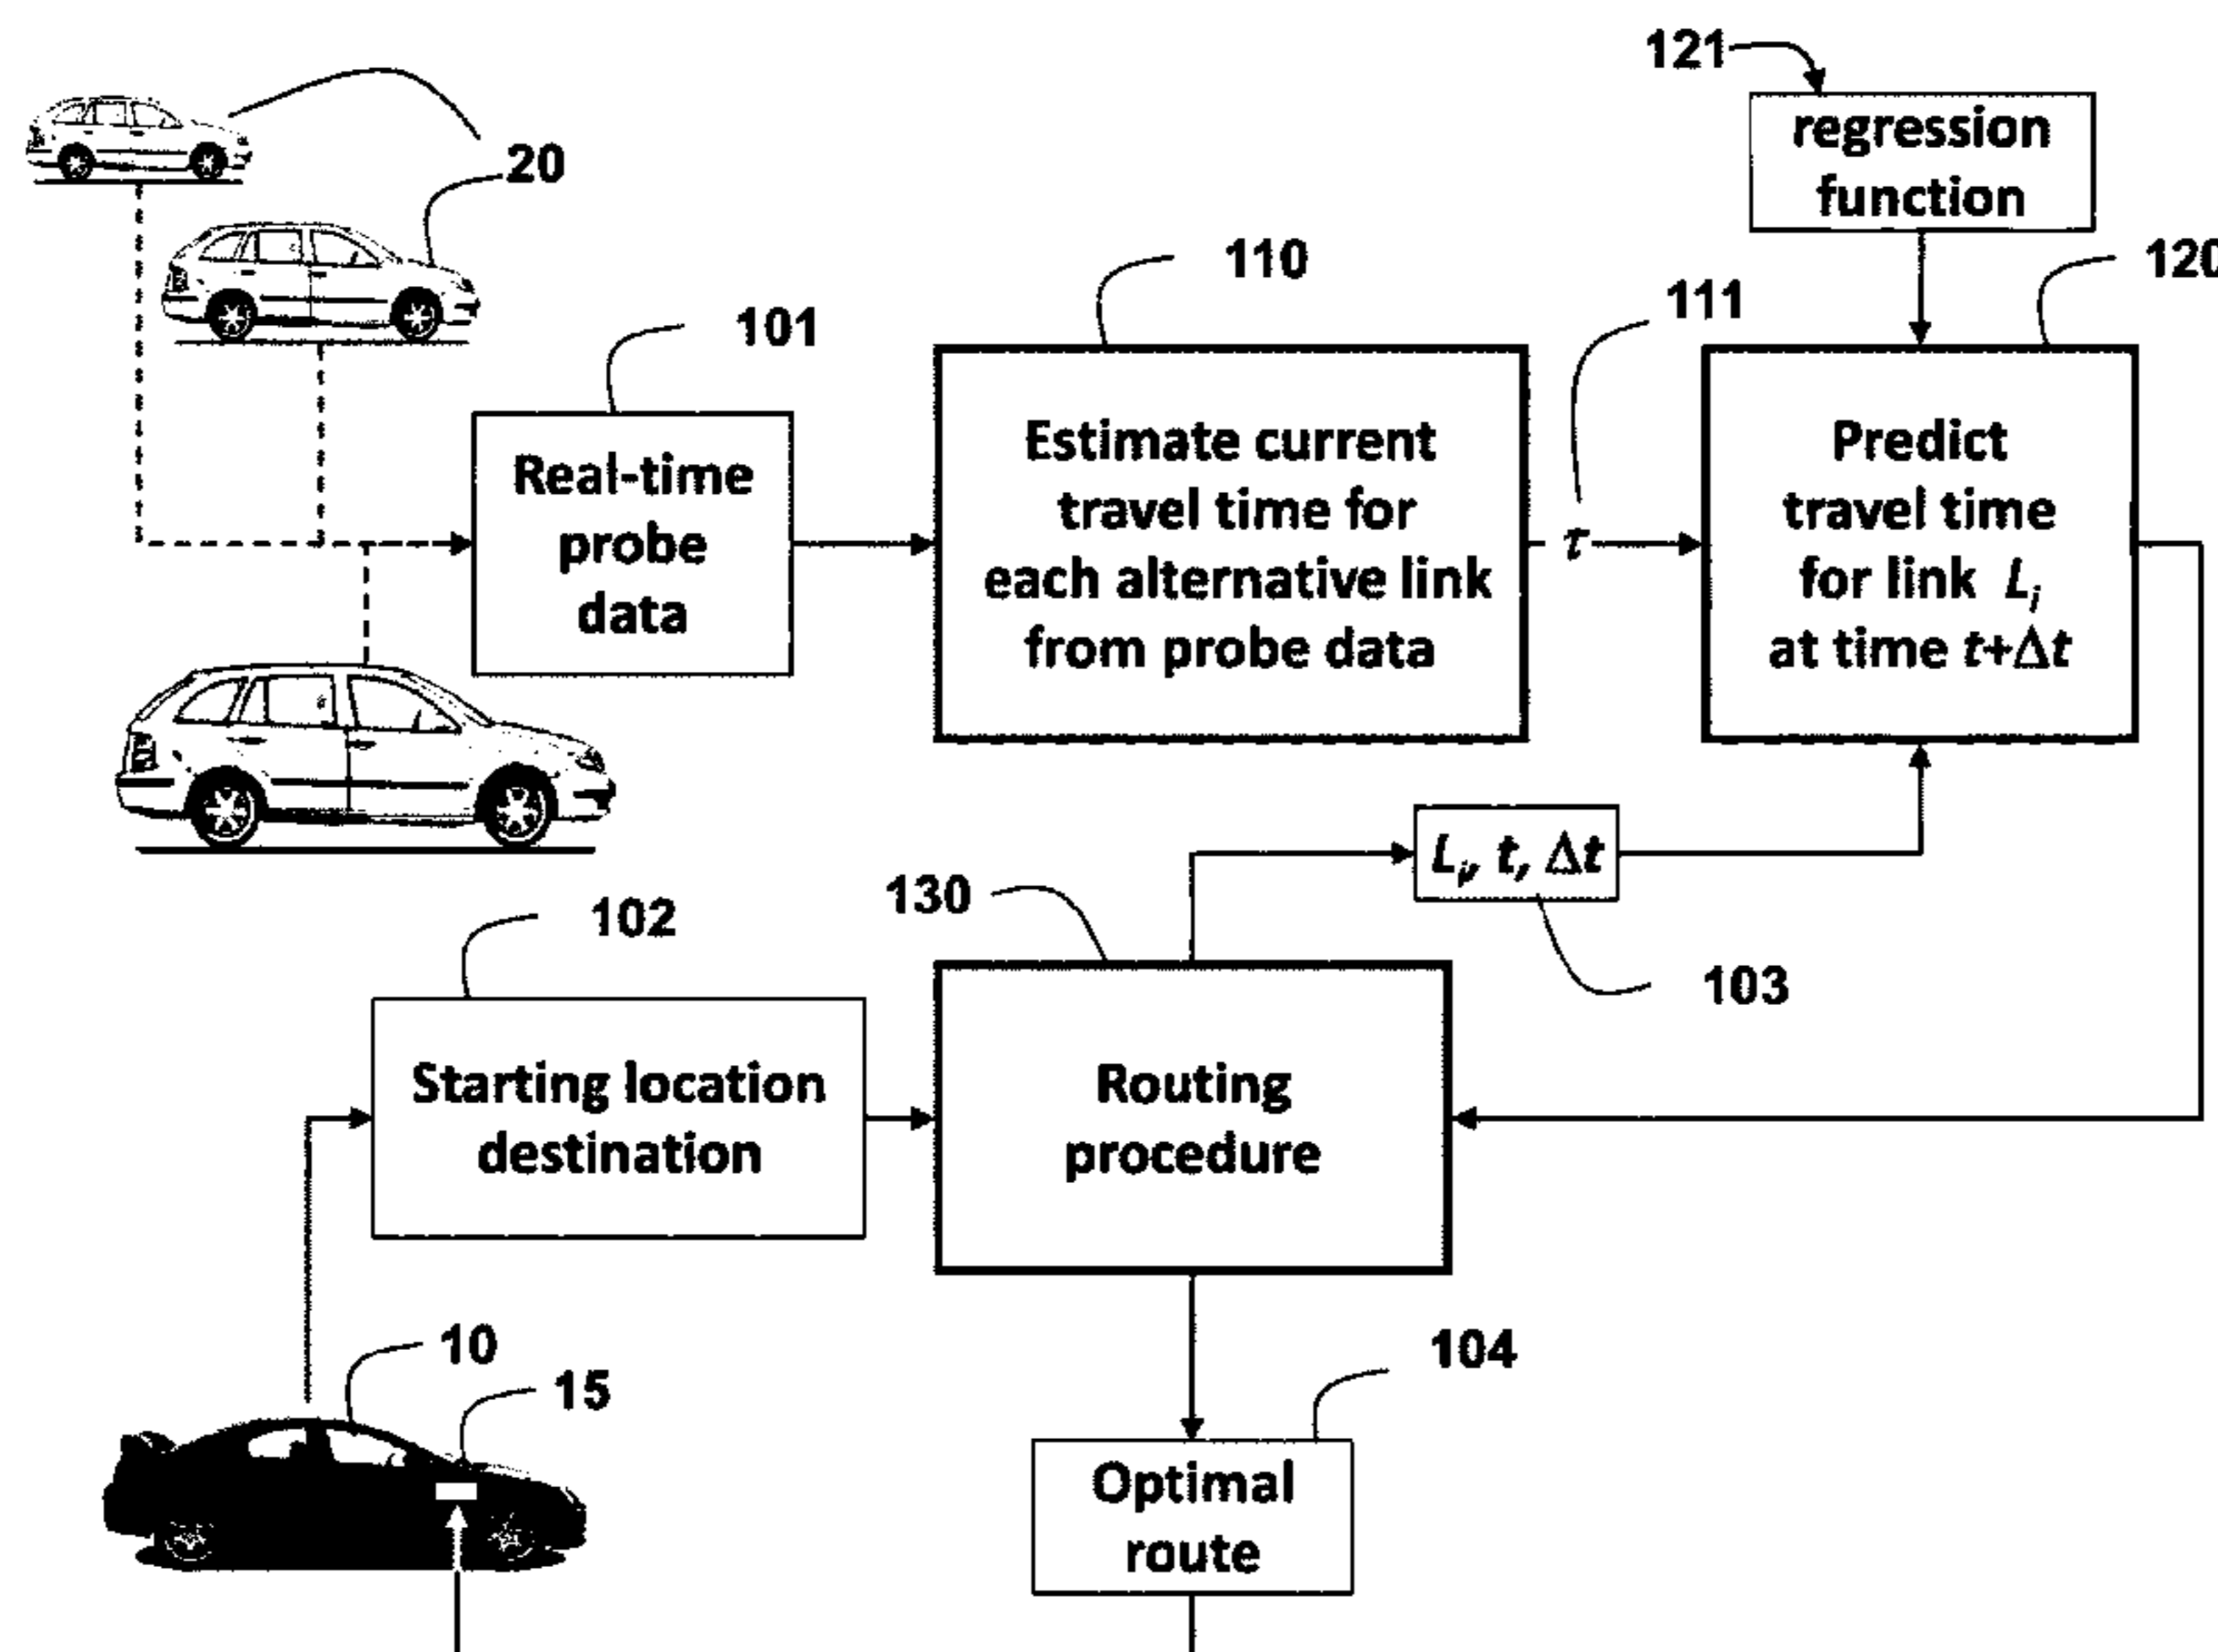 121
regression
function
20
110
120
111
101
Real-time
probe
data
Estimate current
travel time for
each alternative link
from probe data
τ
Predict
travel time
for link Li
at time t+Δt
Li, t, Δt
130
102
103
Starting location
destination
Routing
procedure
10
15
104
Optimal
route